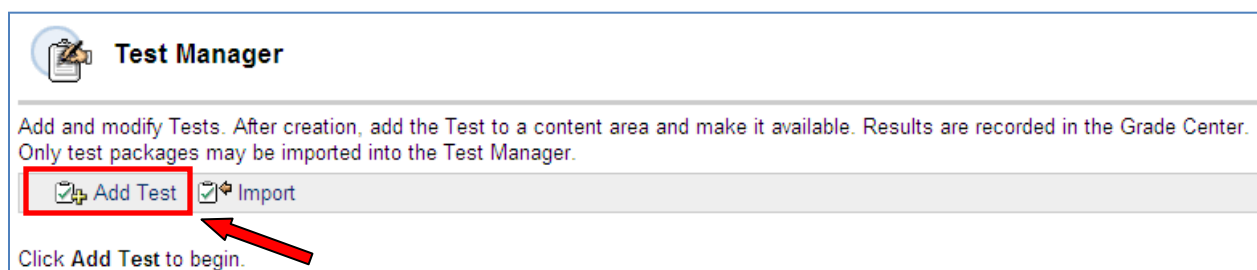 Test Manager
Add and modify Tests. After creation, add the Test to a content area and make it available. Results are recorded in the Grade Center.
Only test packages may be imported into the Test Manager.
Add Test Import
Click Add Test to begin.